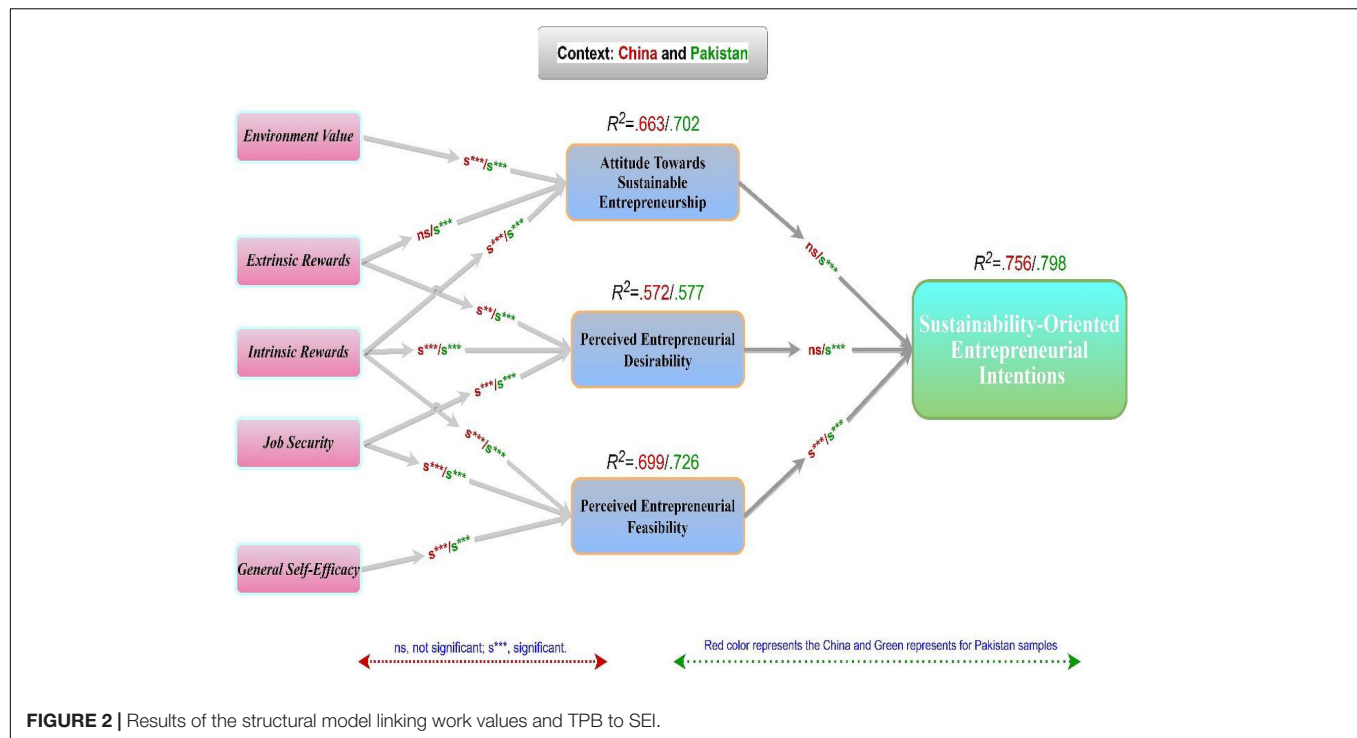 Context: China and Pakistan
R²=.663/.702
Environment Value
s***/s***
Attitude Towards
Sustainable
Entrepreneurship
Extrinsic Rewards
ns/s***
s***/s***
ns/s***
R²=.756/.798
s**/s***
R²=.572/.577
Sustainability-Oriented
Entrepreneurial
Intentions
Intrinsic Rewards
s***/s***
Perceived Entrepreneurial
Desirability
ns/s***
s***/s***
Job Security
s***/s***
s***/s***
R²=.699/.726
s***/s***
Perceived Entrepreneurial
Feasibility
General Self-Efficacy
s***/s***
ns, not significant; s***, significant.
Red color represents the China and Green represents for Pakistan samples
FIGURE 2 | Results of the structural model linking work values and TPB to SEI.